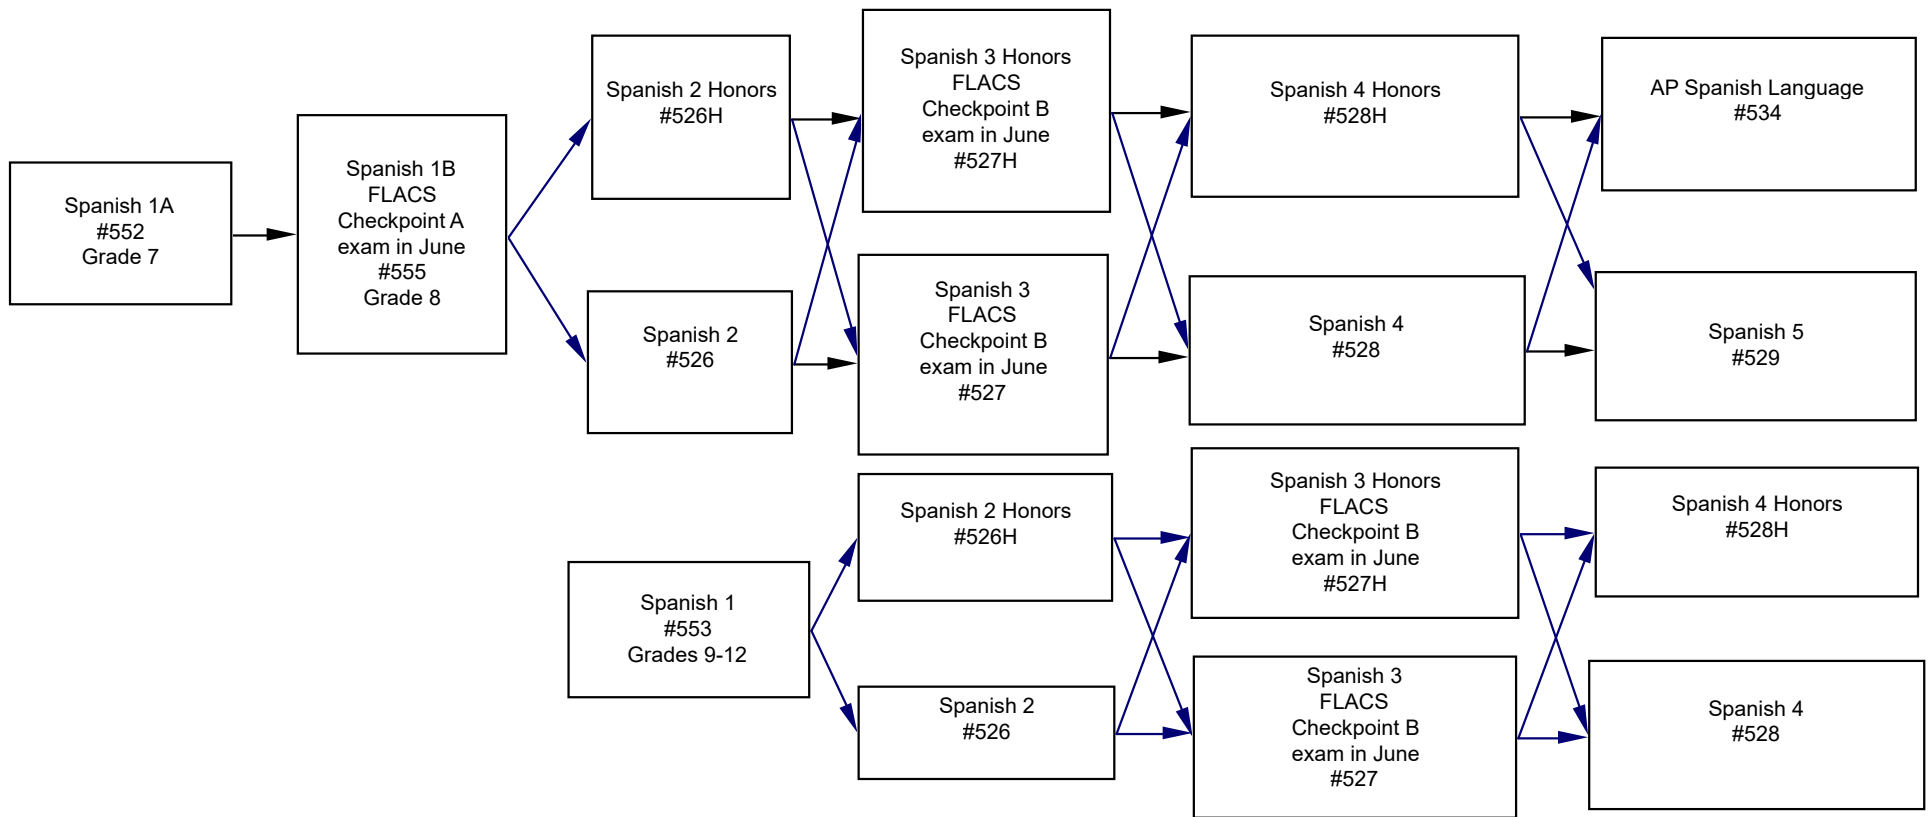 Spanish 1A
#552
Grade 7
Spanish 1B
FLACS
Checkpoint A
exam in June
#555
Grade 8
Spanish 2 Honors
#526H
Spanish 2
#526
Spanish 3 Honors
FLACS
Checkpoint B
exam in June
#527H
Spanish 3
FLACS
Checkpoint B
exam in June
#527
Spanish 4 Honors
#528H
Spanish 4
#528
AP Spanish Language
#534
Spanish 5
#529
Spanish 1
#553
Grades 9-12
Spanish 2 Honors
#526H
Spanish 2
#526
Spanish 3 Honors
FLACS
Checkpoint B
exam in June
#527H
Spanish 3
FLACS
Checkpoint B
exam in June
#527
Spanish 4 Honors
#528H
Spanish 4
#528